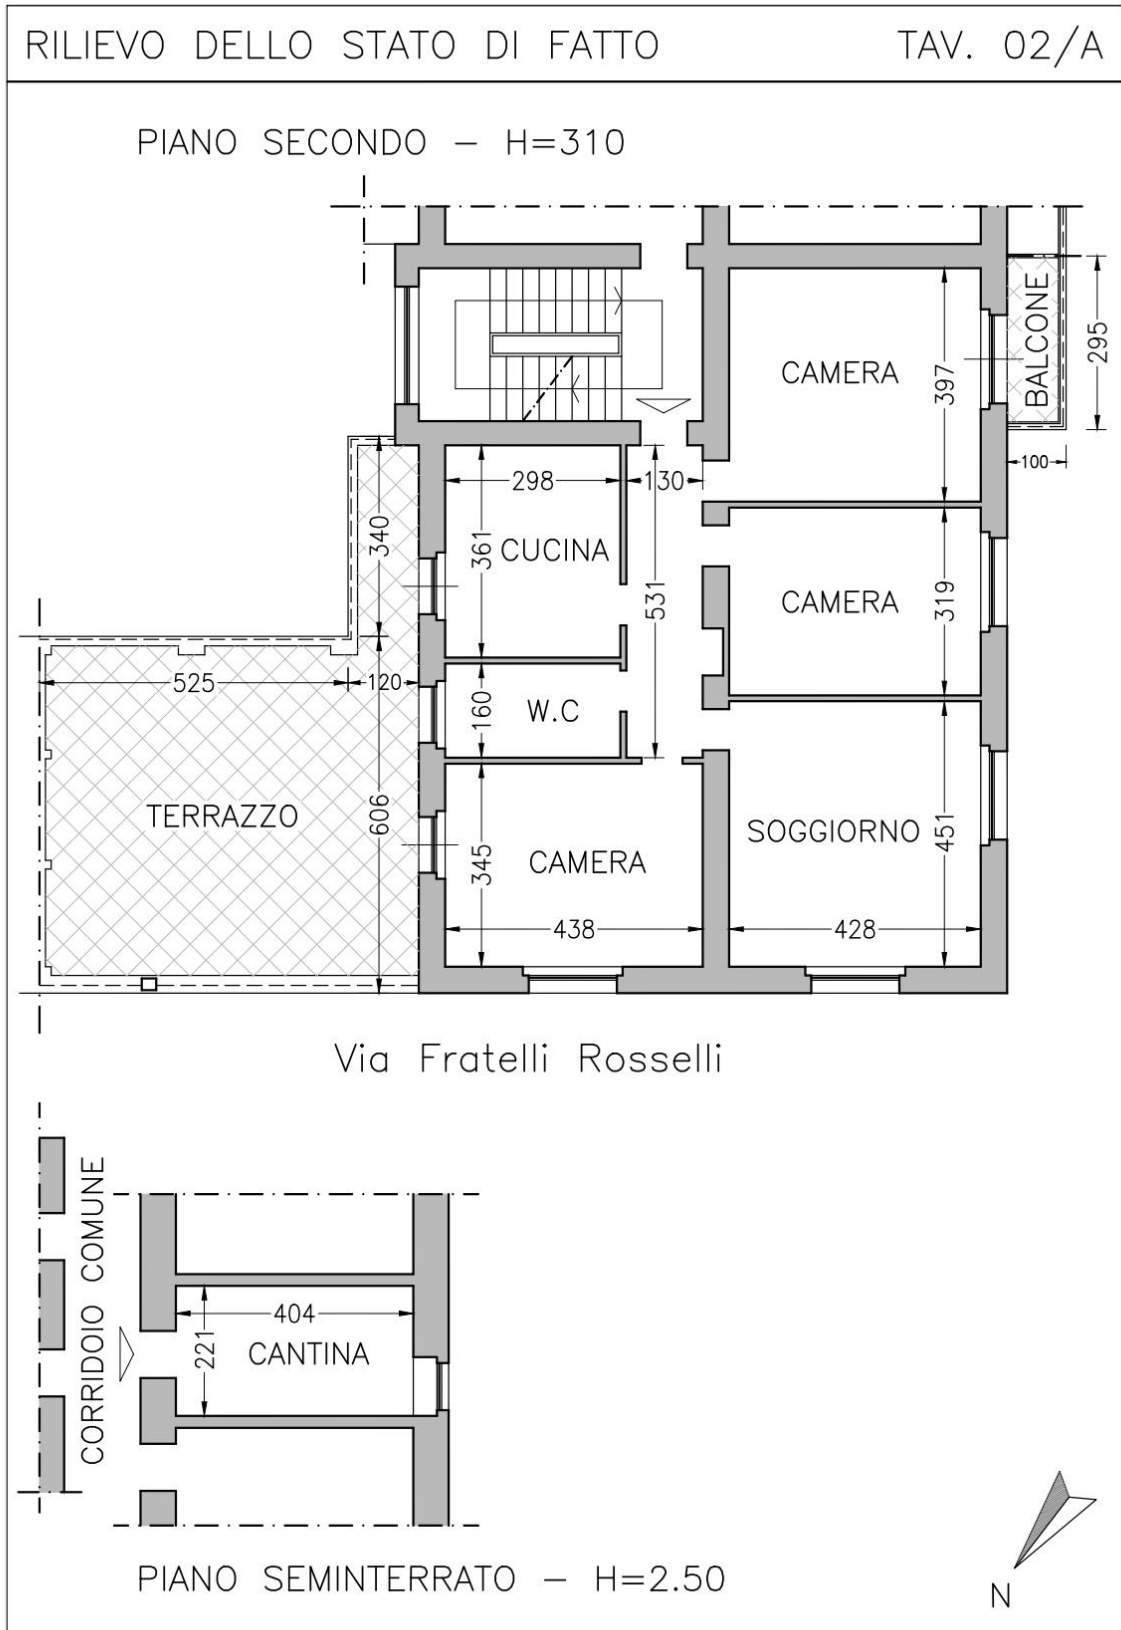 RILIEVO DELLO STATO DI FATTO TAV. 02/A
PIANO SECONDO – H=310
BALCONE
295
CAMERA
397
100
298
130
340
361
CUCINA
531
CAMERA
319
525
120
160
W.C
TERRAZZO
606
SOGGIORNO
451
345
CAMERA
438
428
Via Fratelli Rosselli
CORRIDOIO COMUNE
404
221
CANTINA
PIANO SEMINTERRATO – H=2.50
N